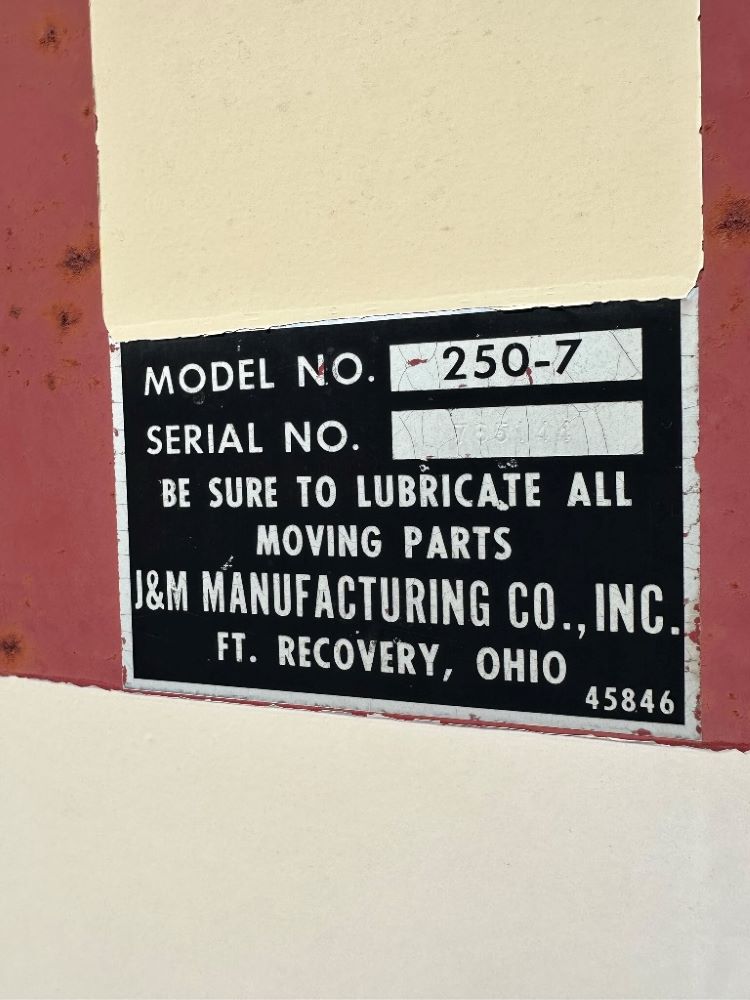 MODEL NO. 250-7
SERIAL NO.
BE SURE TO LUBRICATE ALL
MOVING PARTS
J&M MANUFACTURING CO., INC.
FT. RECOVERY, OHIO
45846